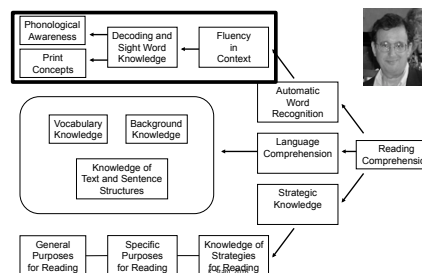 Phonological
Awareness
Print
Concepts
Decoding and
Sight Word
Knowledge
Fluency
in
Context
Automatic
Word
Recognition
Vocabulary
Knowledge
Background
Knowledge
Knowledge of
Text and Sentence
Structures
Language
Comprehension
Reading
Comprehension
Strategic
Knowledge
General
Purposes
for Reading
Specific
Purposes
for Reading
Knowledge of
Strategies
for Reading